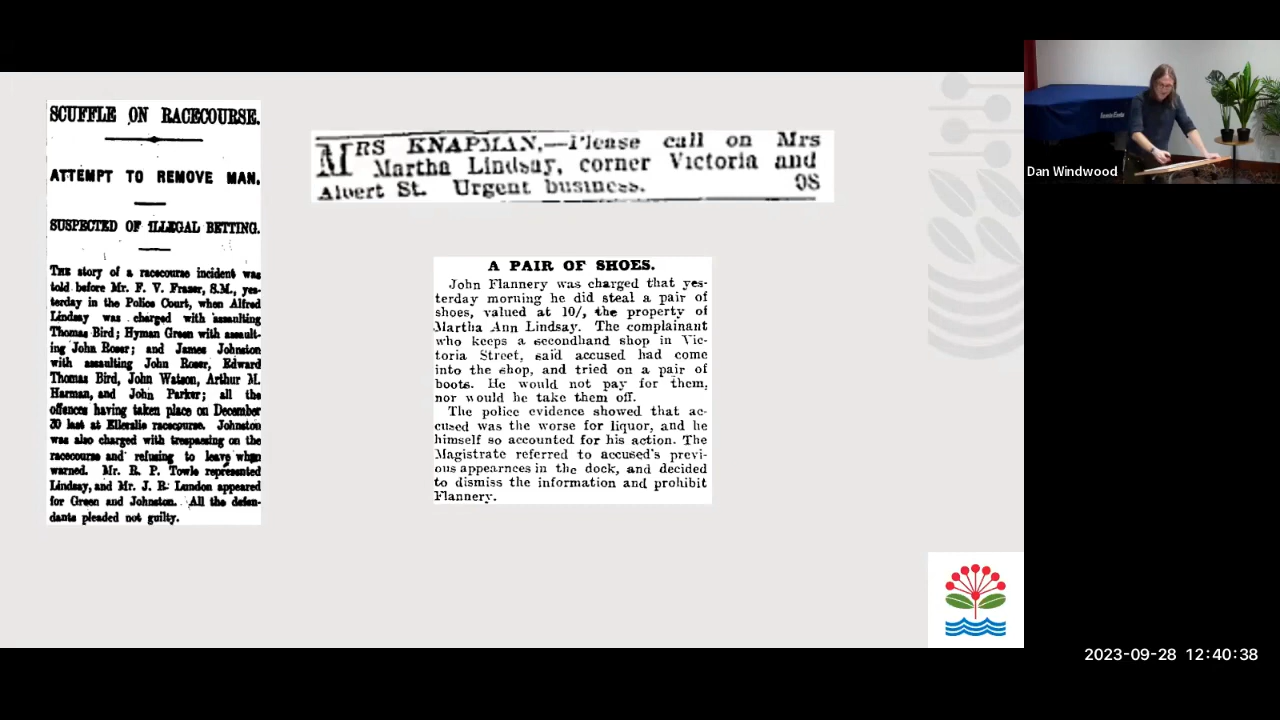 SCUFFLE ON RACECOURSE.
ATTEMPT TO REMOVE MAN.
SUSPECTED OF ILLEGAL BETTING.
THE story of a racecourse incident was
told before Mr. F. V. Frazer, S.M., yes-
terday in the Police Court, when Alfred
Lindsay was charged with assaulting
Thomas Bird; Hyman Green with assault-
ing John Roser; and James Johnston
with assaulting John Roser, Edward
Thomas Bird, John Watson, Arthur M.
Harman, and John Parker; all the
offences having taken place on December
30 last at Ellerslie racecourse. Johnston
was also charged with trespassing on the
racecourse and refusing to leave when
warned. Mr. R. P. Towle represented
Lindsay, and Mr. J. R. Lundon appeared
for Green and Johnston. All the defen-
dants pleaded not guilty.
MRS KNAPMAN,—Please call on Mrs
Martha Lindsay, corner Victoria and
Albert St. Urgent business. 98
A PAIR OF SHOES.
John Flannery was charged that yes-
terday morning he did steal a pair of
shoes, valued at 10/, the property of
Martha Ann Lindsay. The complainant
who keeps a secondhand shop in Vic-
toria Street, said accused had come
into the shop, and tried on a pair of
boots. He would not pay for them,
nor would he take them off.
The police evidence showed that ac-
cused was the worse for liquor, and he
himself so accounted for his action. The
Magistrate referred to accused's previ-
ous appearnces in the dock, and decided
to dismiss the information and prohibit
Flannery.
Dan Windwood
2023-09-28 12:40:38